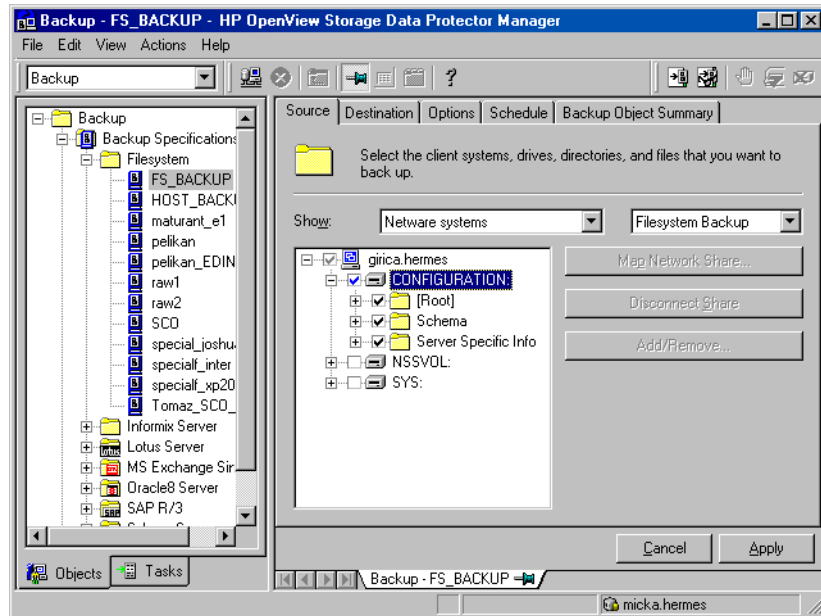 Backup - FS_BACKUP - HP OpenView Storage Data Protector Manager
File Edit View Actions Help
Backup
Backup
Backup Specifications
Filesystem
FS_BACKUP
HOST_BACKU
maturant_e1
pelikan
pelikan_EDIN
raw1
raw2
SCO
special_joshu
specialf_inter
specialf_xp20
Tomaz_SCO_
Informix Server
Lotus Server
MS Exchange Sir
Oracle8 Server
SAP R/3
Objects Tasks
Source Destination Options Schedule Backup Object Summary
Select the client systems, drives, directories, and files that you want to
back up.
Show: Netware systems Filesystem Backup
girica.hermes
CONFIGURATION:
[Root]
Schema
Server Specific Info
NSSVOL:
SYS:
Map Network Share...
Disconnect Share
Add/Remove...
Cancel Apply
Backup - FS_BACKUP
micka.hermes